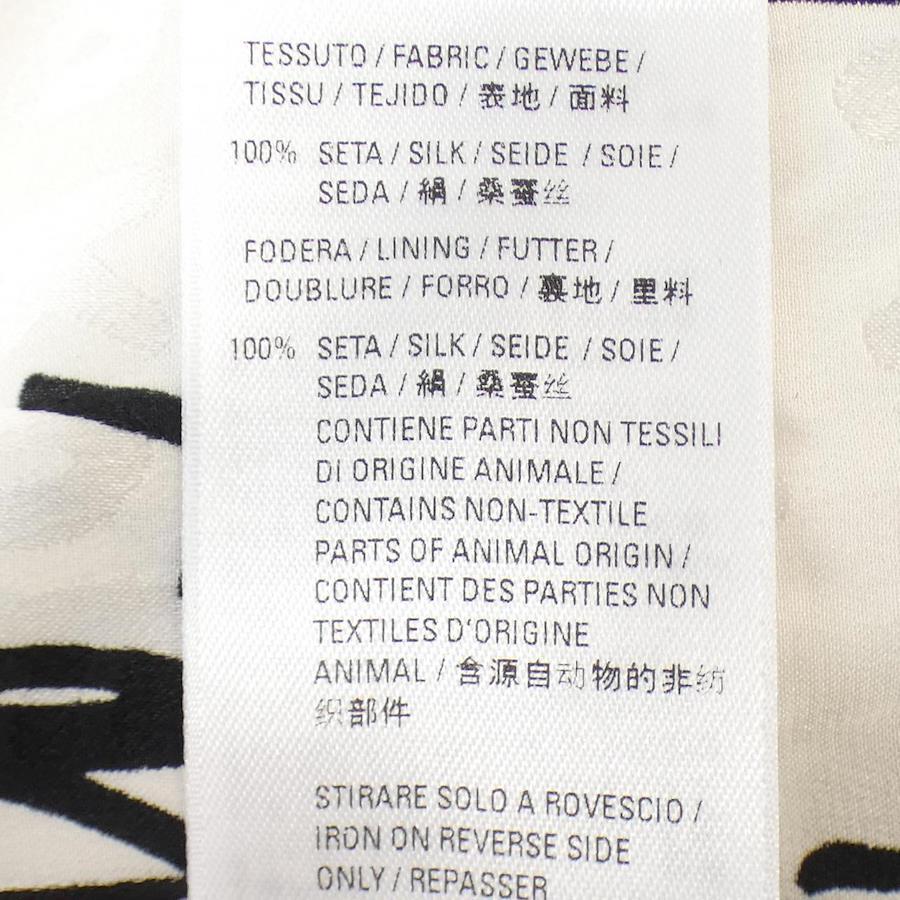 TESSUTO / FABRIC / GEWEBE /
TISSU / TEJIDO / 表地 / 面料
100% SETA / SILK / SEIDE / SOIE /
SEDA / 絹 / 桑蚕丝
FODERA / LINING / FUTTER /
DOUBLURE / FORRO / 裏地 / 里料
100% SETA / SILK / SEIDE / SOIE /
SEDA / 絹 / 桑蚕丝
CONTIENE PARTI NON TESSILI
DI ORIGINE ANIMALE /
CONTAINS NON-TEXTILE
PARTS OF ANIMAL ORIGIN /
CONTIENT DES PARTIES NON
TEXTILES D'ORIGINE
ANIMAL / 含源自动物的非纺
织部件
STIRARE SOLO A ROVESCIO /
IRON ON REVERSE SIDE
ONLY / REPASSER